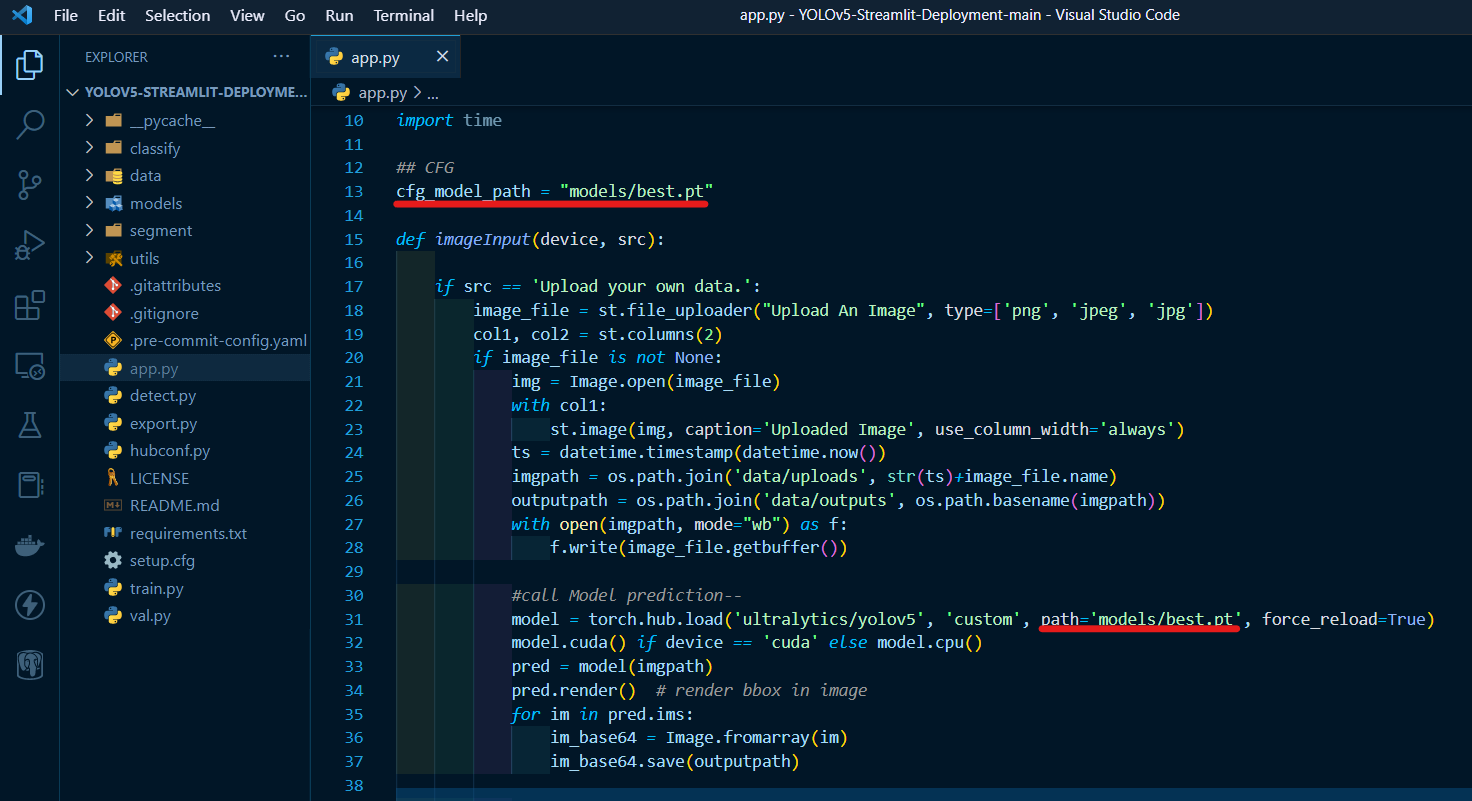 File Edit Selection View Go Run Terminal Help
app.py - YOLOv5-Streamlit-Deployment-main - Visual Studio Code
EXPLORER ...
YOLOV5-STREAMLIT-DEPLOYME...
__pycache__
classify
data
models
segment
utils
.gitattributes
.gitignore
.pre-commit-config.yaml
app.py
detect.py
export.py
hubconf.py
LICENSE
README.md
requirements.txt
setup.cfg
train.py
val.py
app.py
app.py > ...
10 import time
11
12 ## CFG
13 cfg_model_path = "models/best.pt"
14
15 def imageInput(device, src):
16
17 if src == 'Upload your own data.':
18 image_file = st.file_uploader("Upload An Image", type=['png', 'jpeg', 'jpg'])
19 col1, col2 = st.columns(2)
20 if image_file is not None:
21 img = Image.open(image_file)
22 with col1:
23 st.image(img, caption='Uploaded Image', use_column_width='always')
24 ts = datetime.timestamp(datetime.now())
25 imgpath = os.path.join('data/uploads', str(ts)+image_file.name)
26 outputpath = os.path.join('data/outputs', os.path.basename(imgpath))
27 with open(imgpath, mode="wb") as f:
28 f.write(image_file.getbuffer())
29
30 #call Model prediction--
31 model = torch.hub.load('ultralytics/yolov5', 'custom', path='models/best.pt', force_reload=True)
32 model.cuda() if device == 'cuda' else model.cpu()
33 pred = model(imgpath)
34 pred.render() # render bbox in image
35 for im in pred.ims:
36 im_base64 = Image.fromarray(im)
37 im_base64.save(outputpath)
38